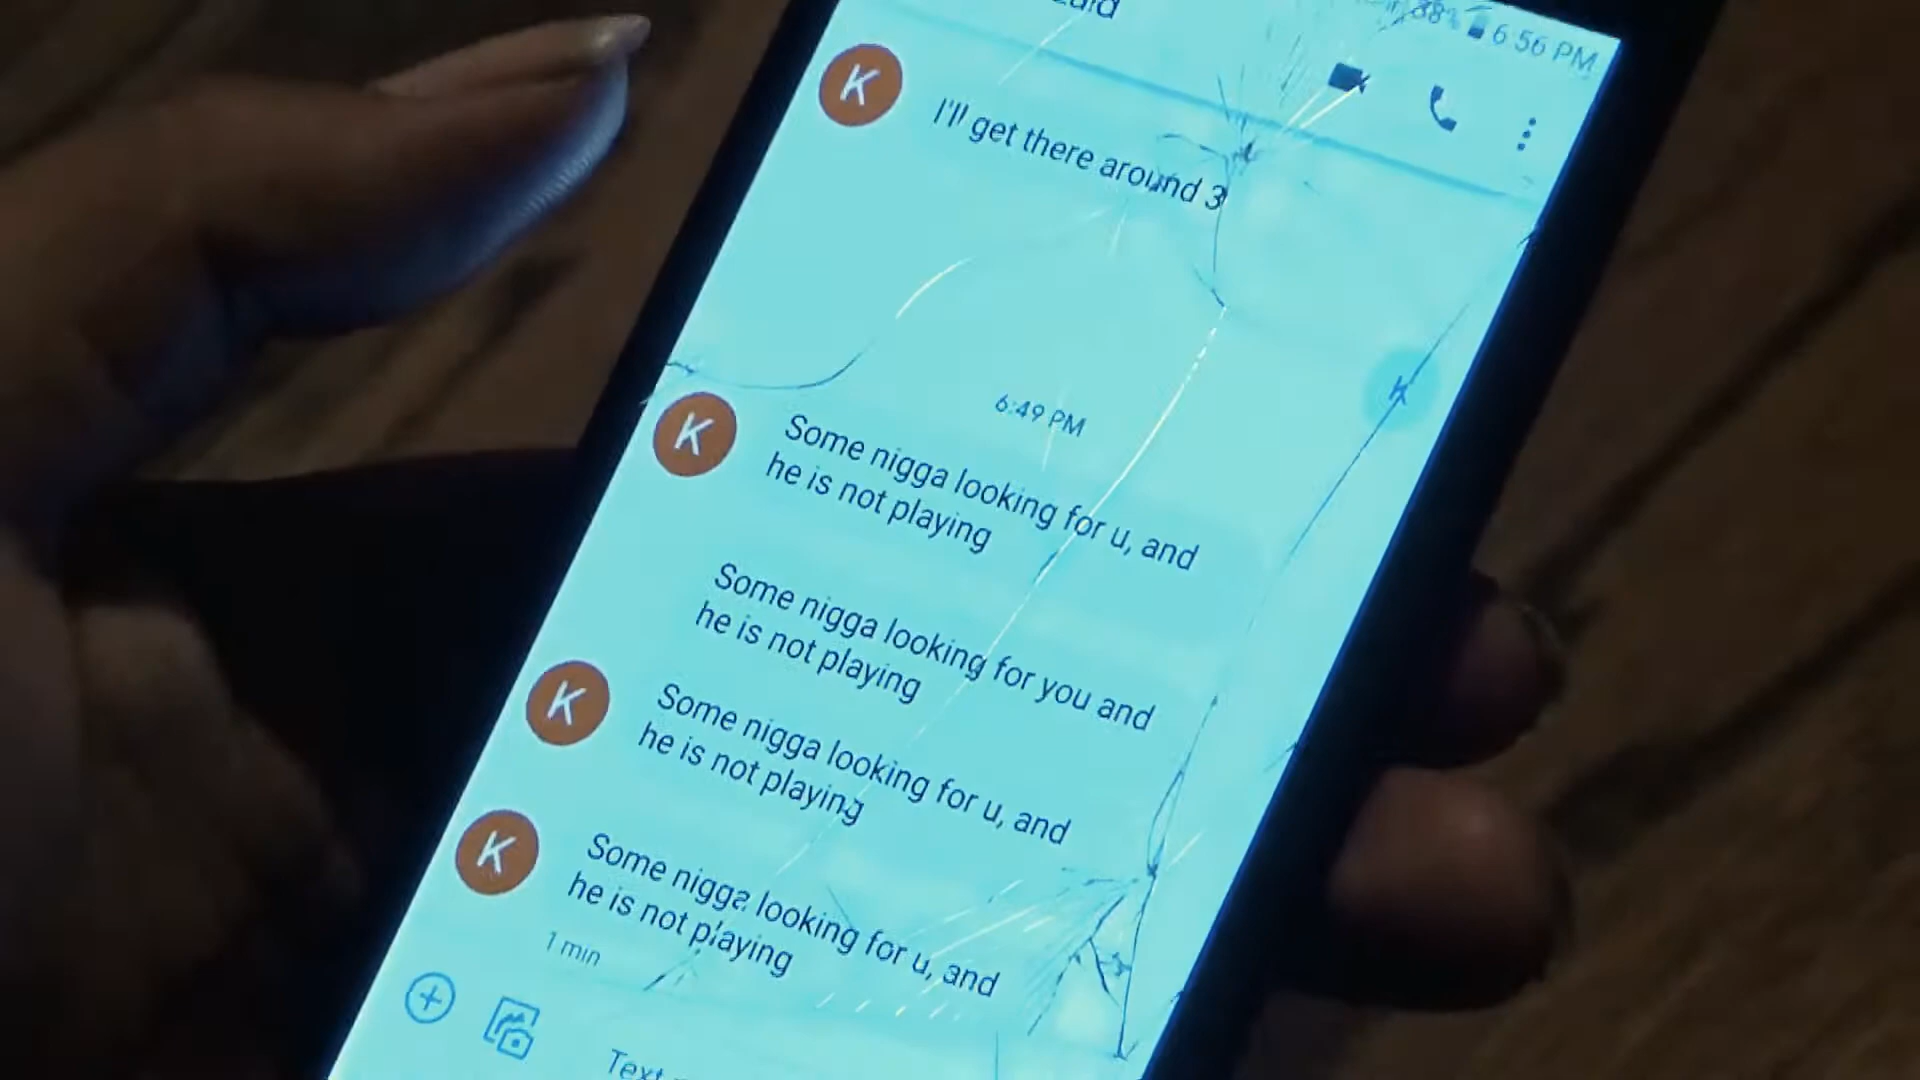 38% 6:56 PM
K
I'll get there around 3
K
6:49 PM
K
Some nigga looking for u, and
he is not playing
Some nigga looking for you and
he is not playing
K
Some nigga looking for u, and
he is not playing
K
Some nigga looking for u, and
he is not playing
1 min
Text